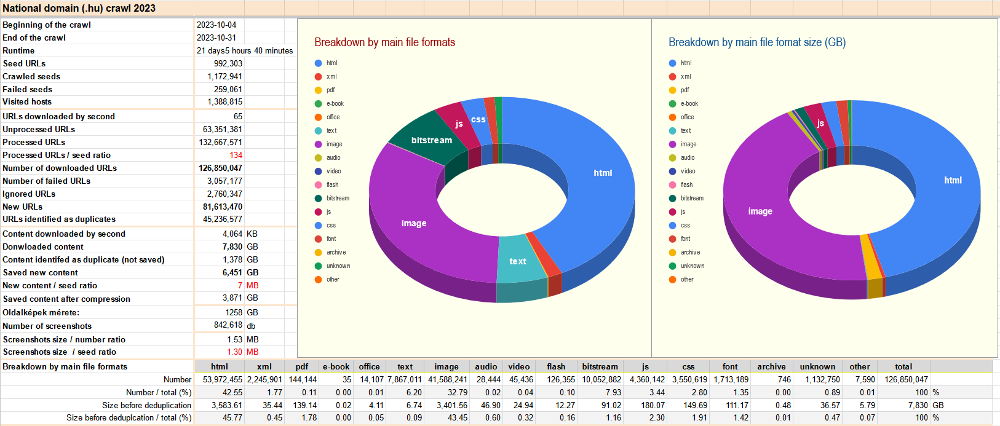 National domain (.hu) crawl 2023
Beginning of the crawl 2023-10-04
End of the crawl 2023-10-31
Runtime 21 days5 hours 40 minutes
Seed URLs 992,303
Crawled seeds 1,172,941
Failed seeds 259,061
Visited hosts 1,388,815
URLs downloaded by second 65
Unprocessed URLs 63,351,381
Processed URLs 132,667,571
Processed URLs / seed ratio 134
Number of downloaded URLs 126,850,047
Number of failed URLs 3,057,177
Ignored URLs 2,760,347
New URLs 81,613,470
URLs identified as duplicates 45,236,577
Content downloaded by second 4,064 KB
Donwloaded content 7,830 GB
Content identifed as duplicate (not saved) 1,378 GB
Saved new content 6,451 GB
New content / seed ratio 7 MB
Saved content after compression 3,871 GB
Oldalképek mérete: 1258 GB
Number of screenshots 842,618 db
Screenshots size / number ratio 1.53 MB
Screenshots size / seed ratio 1.30 MB
Breakdown by main file formats
html
xml
pdf
e-book
office
text
image
audio
video
flash
bitstream
js
css
font
archive
unknown
other
css
js
bitstream
html
image
text
Breakdown by main file fomat size (GB)
html
xml
pdf
e-book
office
text
image
audio
video
flash
bitstream
js
css
font
archive
unknown
other
js
html
image
Breakdown by main file formats html xml pdf e-book office text image audio video flash bitstream js css font archive unknown other total
Number 53,972,455 2,245,901 144,144 35 14,107 7,867,011 41,588,241 28,444 45,436 126,355 10,052,882 4,360,142 3,550,619 1,713,189 746 1,132,750 7,590 126,850,047
Number / total (%) 42.55 1.77 0.11 0.00 0.01 6.20 32.79 0.02 0.04 0.10 7.93 3.44 2.80 1.35 0.00 0.89 0.01 100 %
Size before deduplication 3,583.61 35.44 139.14 0.02 4.11 6.74 3,401.56 46.90 24.94 12.27 91.02 180.07 149.69 111.17 0.48 36.57 5.79 7,830 GB
Size before deduplcation / total (%) 45.77 0.45 1.78 0.00 0.05 0.09 43.45 0.60 0.32 0.16 1.16 2.30 1.91 1.42 0.01 0.47 0.07 100 %